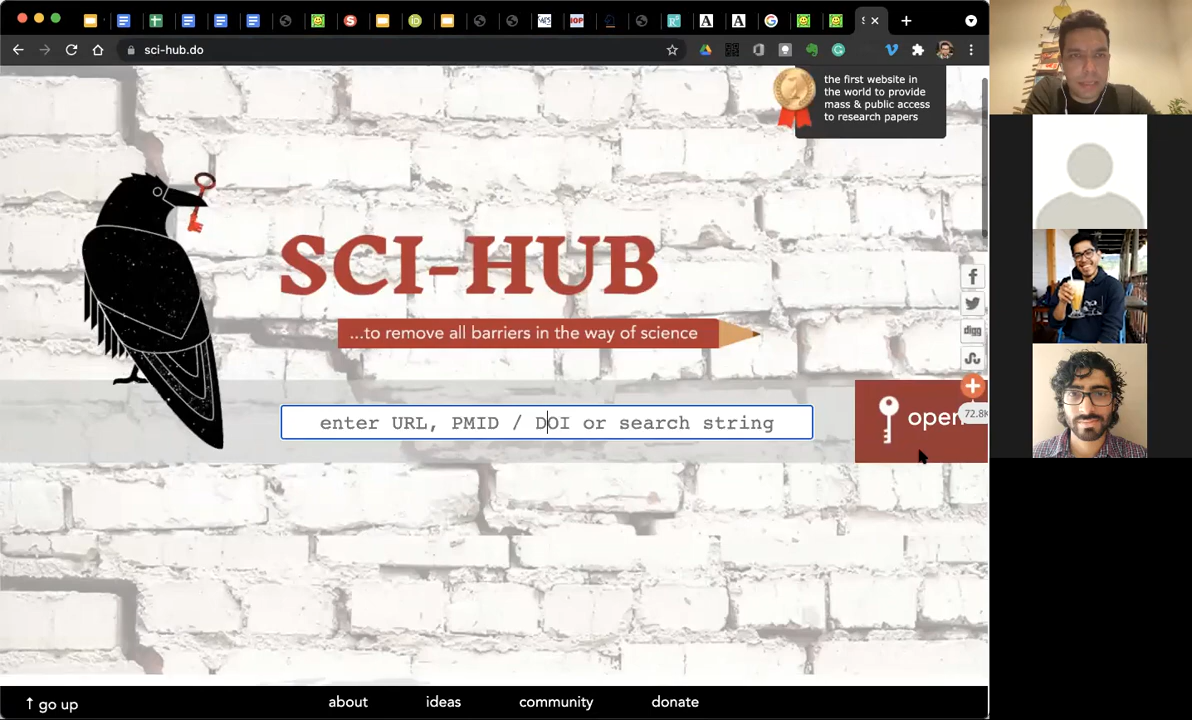 sci-hub.do
the first website in
the world to provide
mass & public access
to research papers
SCI-HUB
...to remove all barriers in the way of science
enter URL, PMID / DOI or search string
open
digg
72.8K
↑ go up
about
ideas
community
donate